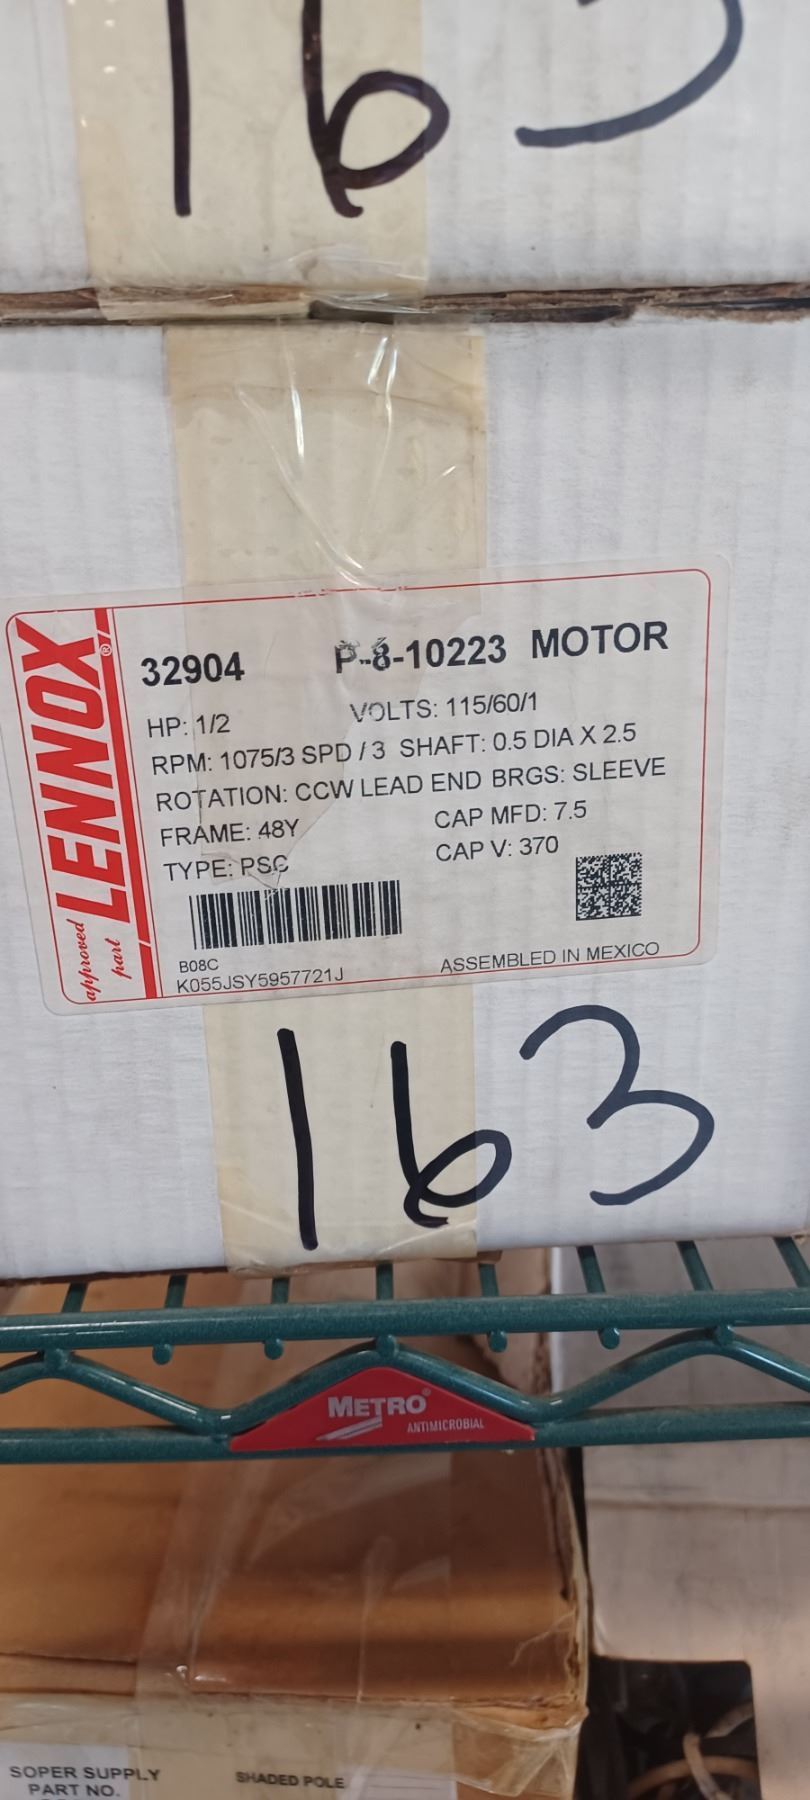 163
LENNOX®
approved
part
32904 P-8-10223 MOTOR
HP: 1/2 VOLTS: 115/60/1
RPM: 1075/3 SPD / 3 SHAFT: 0.5 DIA X 2.5
ROTATION: CCW LEAD END BRGS: SLEEVE
FRAME: 48Y CAP MFD: 7.5
TYPE: PSC CAP V: 370
B08C
K055JSY5957721J ASSEMBLED IN MEXICO
163
METRO®
ANTIMICROBIAL
SOPER SUPPLY SHADED POLE
PART NO.